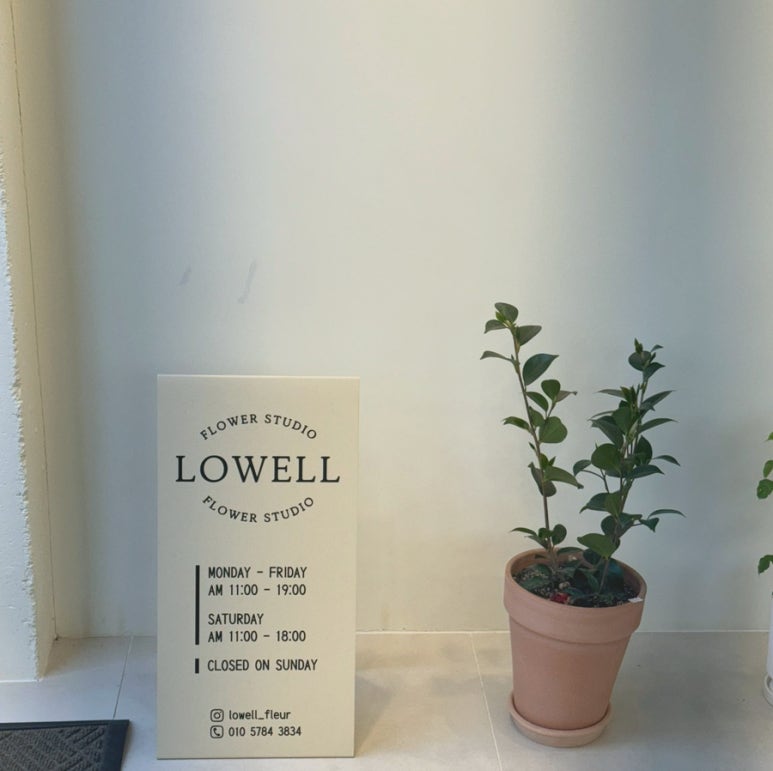 FLOWER STUDIO
LOWELL
FLOWER STUDIO
MONDAY - FRIDAY
AM 11:00 - 19:00
SATURDAY
AM 11:00 - 18:00
CLOSED ON SUNDAY
lowell_fleur
010 5784 3834